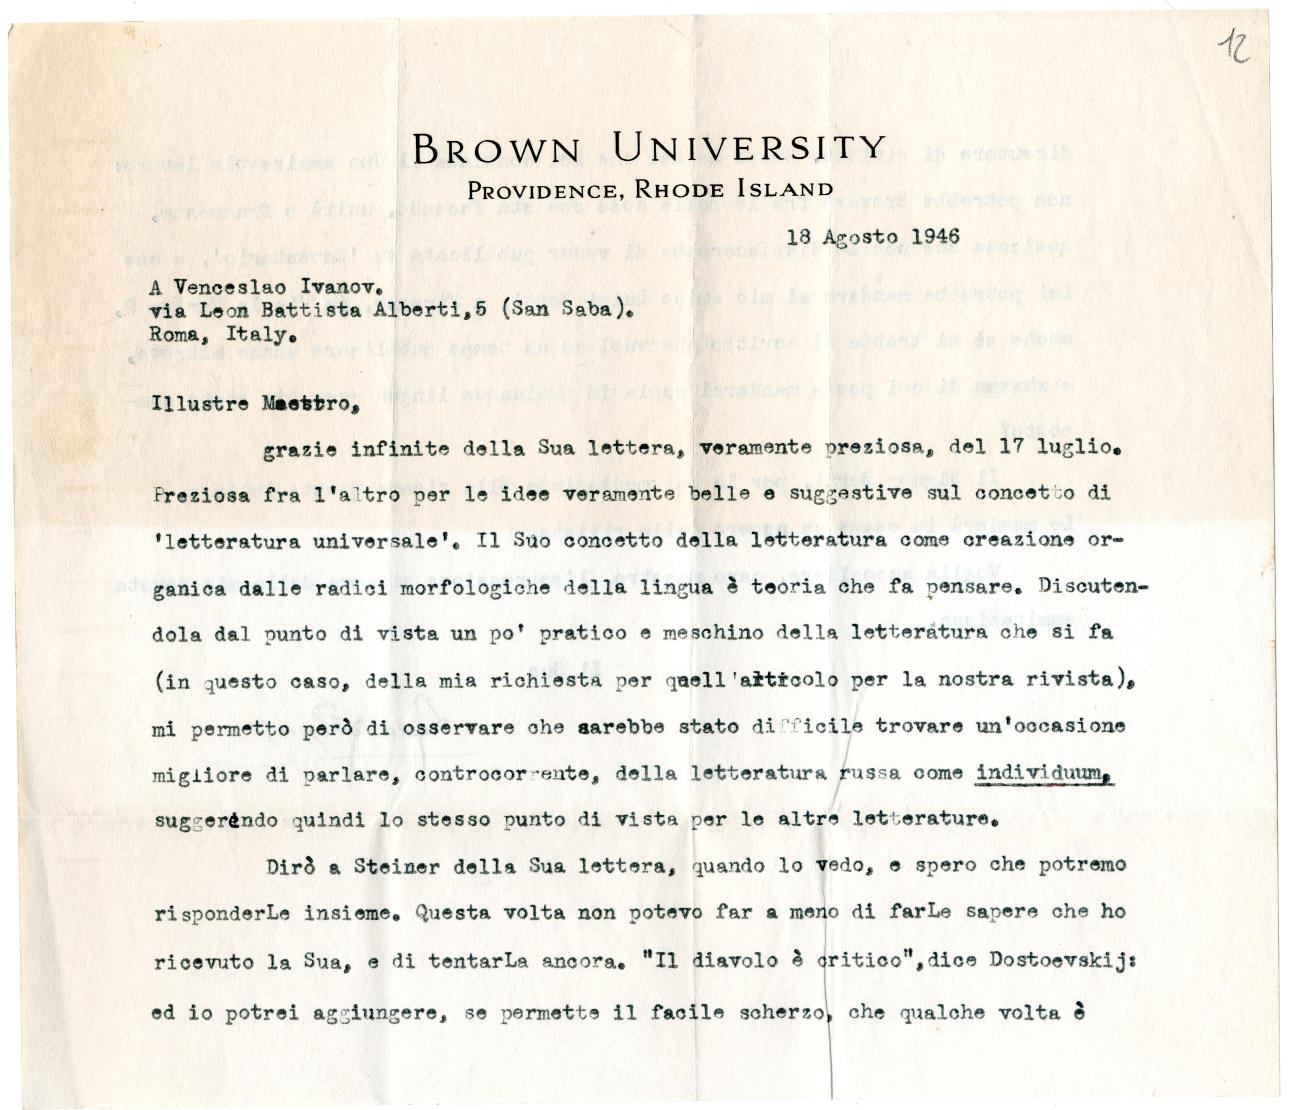 12
BROWN UNIVERSITY
PROVIDENCE, RHODE ISLAND
18 Agosto 1946
A Venceslao Ivanov.
via Leon Battista Alberti,5 (San Saba).
Roma, Italy.
Illustre Maestro,
grazie infinite della Sua lettera, veramente preziosa, del 17 luglio.
Preziosa fra l'altro per le idee veramente belle e suggestive sul concetto di
'letteratura universale'. Il Suo concetto della letteratura come creazione or-
ganica dalle radici morfologiche della lingua è teoria che fa pensare. Discuten-
dola dal punto di vista un po' pratico e meschino della letteratura che si fa
(in questo caso, della mia richiesta per quell'articolo per la nostra rivista),
mi permetto però di osservare che sarebbe stato difficile trovare un'occasione
migliore di parlare, controcorrente, della letteratura russa come individuum,
suggerendo quindi lo stesso punto di vista per le altre letterature.
Dirò a Steiner della Sua lettera, quando lo vedo, e spero che potremo
risponderLe insieme. Questa volta non potevo far a meno di farLe sapere che ho
ricevuto la Sua, e di tentarLa ancora. "Il diavolo è critico",dice Dostoevskij:
ed io potrei aggiungere, se permette il facile scherzo, che qualche volta è